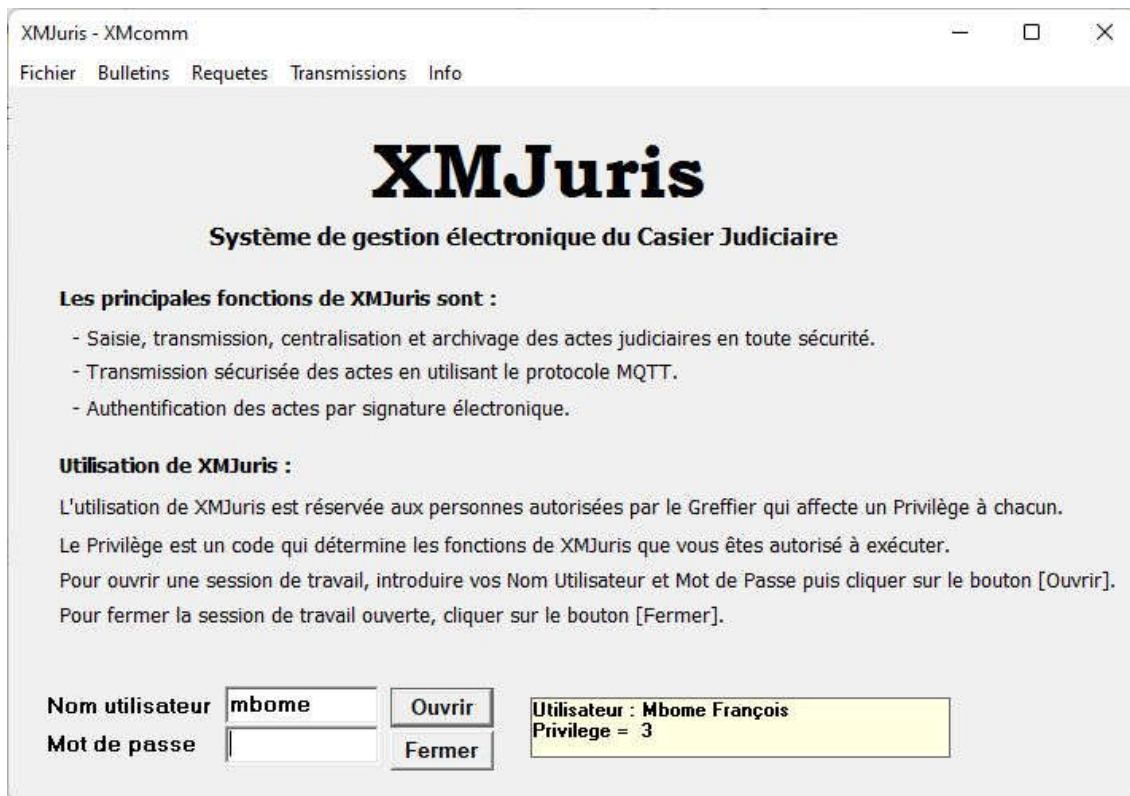 XMJuris - XMcomm
Fichier Bulletins Requetes Transmissions Info
XMJuris
Système de gestion électronique du Casier Judiciaire
Les principales fonctions de XMJuris sont :
- Saisie, transmission, centralisation et archivage des actes judiciaires en toute sécurité.
- Transmission sécurisée des actes en utilisant le protocole MQTT.
- Authentification des actes par signature électronique.
Utilisation de XMJuris :
L'utilisation de XMJuris est réservée aux personnes autorisées par le Greffier qui affecte un Privilège à chacun.
Le Privilège est un code qui détermine les fonctions de XMJuris que vous êtes autorisé à exécuter.
Pour ouvrir une session de travail, introduire vos Nom Utilisateur et Mot de Passe puis cliquer sur le bouton [Ouvrir].
Pour fermer la session de travail ouverte, cliquer sur le bouton [Fermer].
Nom utilisateur mbome Ouvrir
Mot de passe Fermer
Utilisateur : Mbome François
Privilege = 3